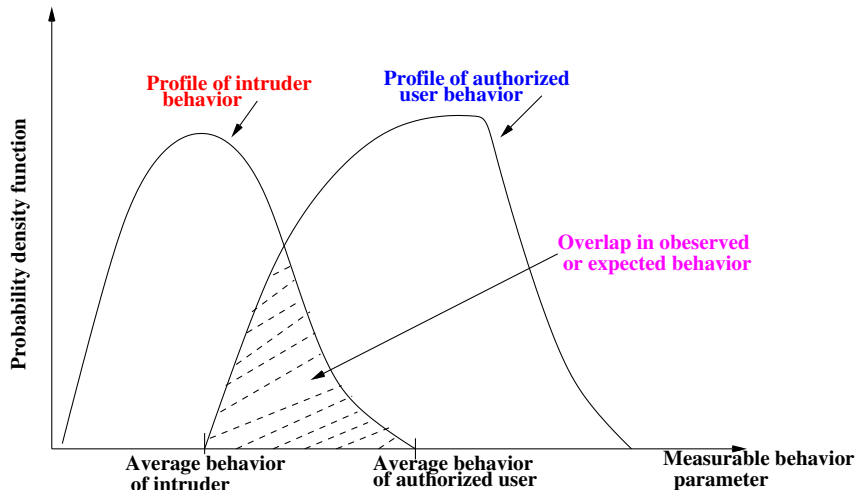 Profile of intruder
behavior
Profile of authorized
user behavior
Probability density function
Overlap in obeserved
or expected behavior
Average behavior
of intruder
Average behavior
of authorized user
Measurable behavior
parameter